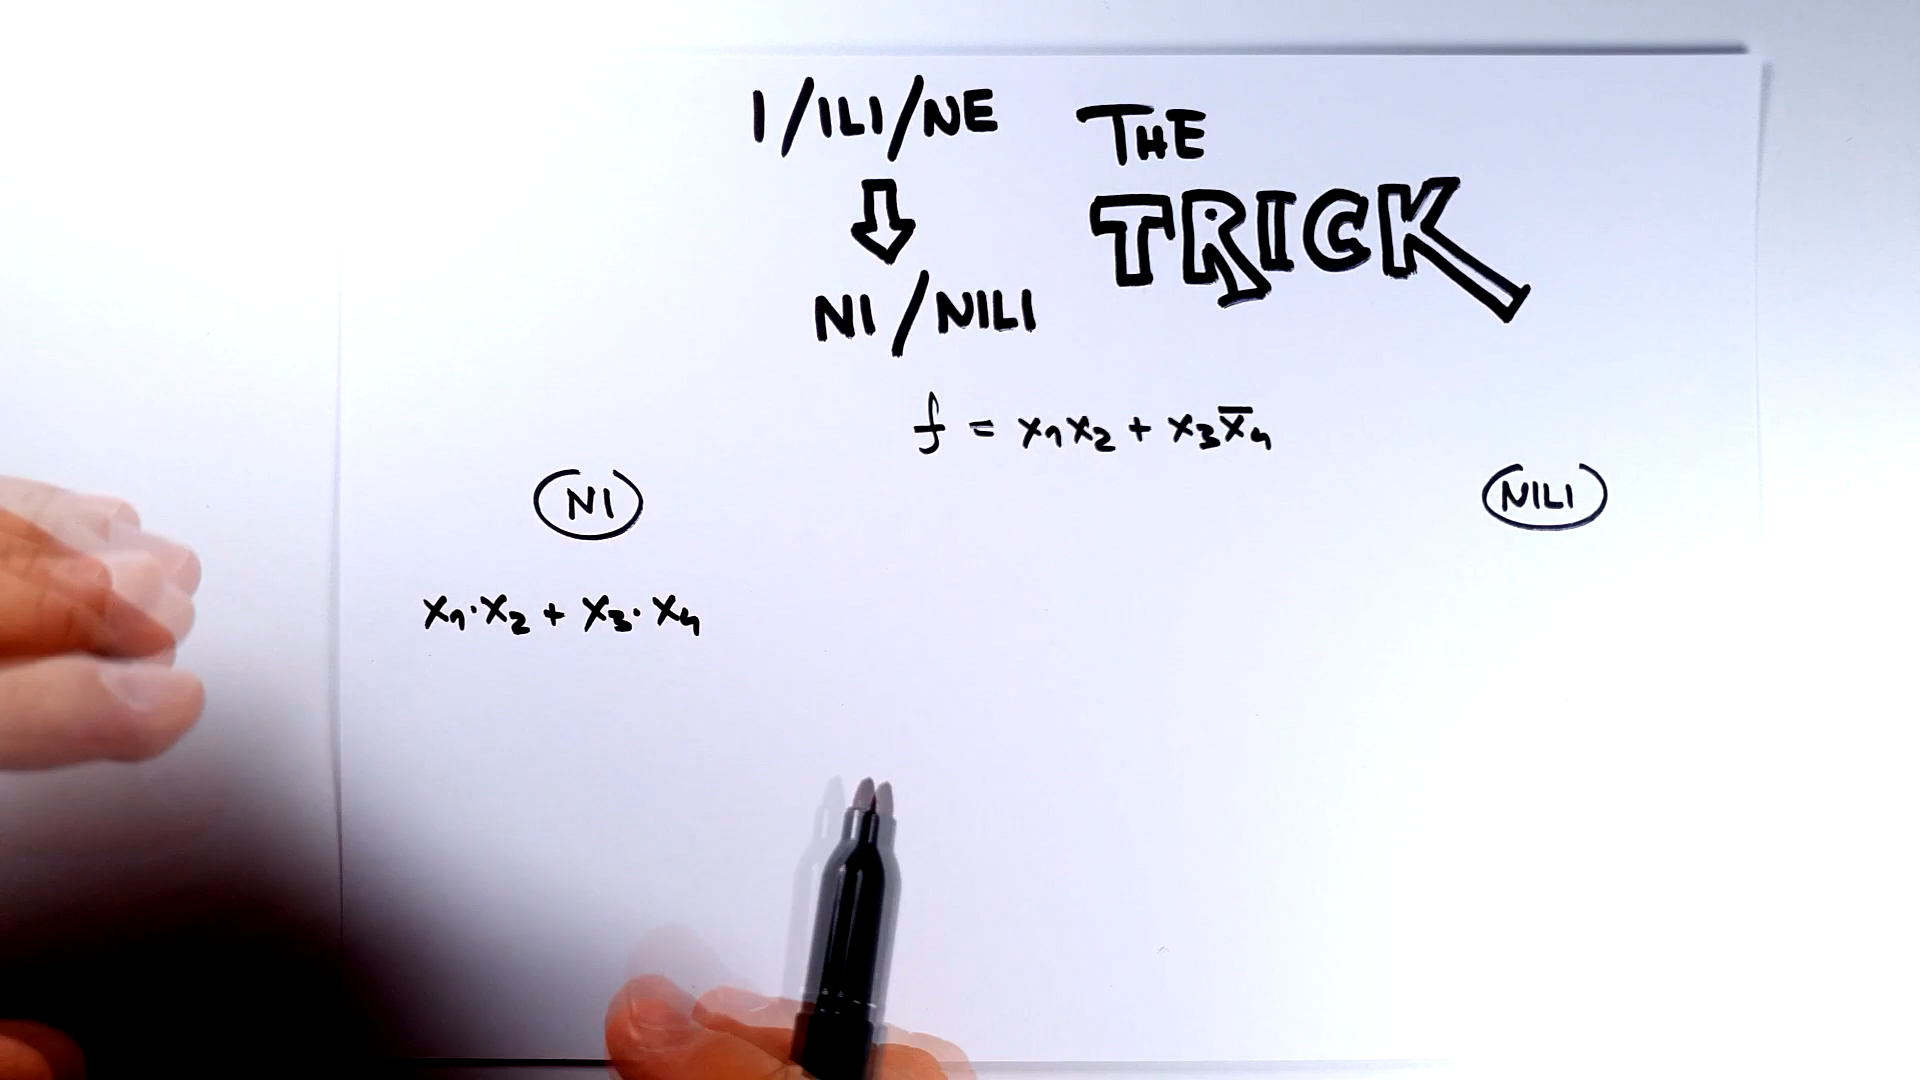 I/ILI/NE
THE
TRICK
NI/NILI
f = x₁x₂ + x₃x̅₄
NI
NILI
x₁·x₂ + x₃·x₄